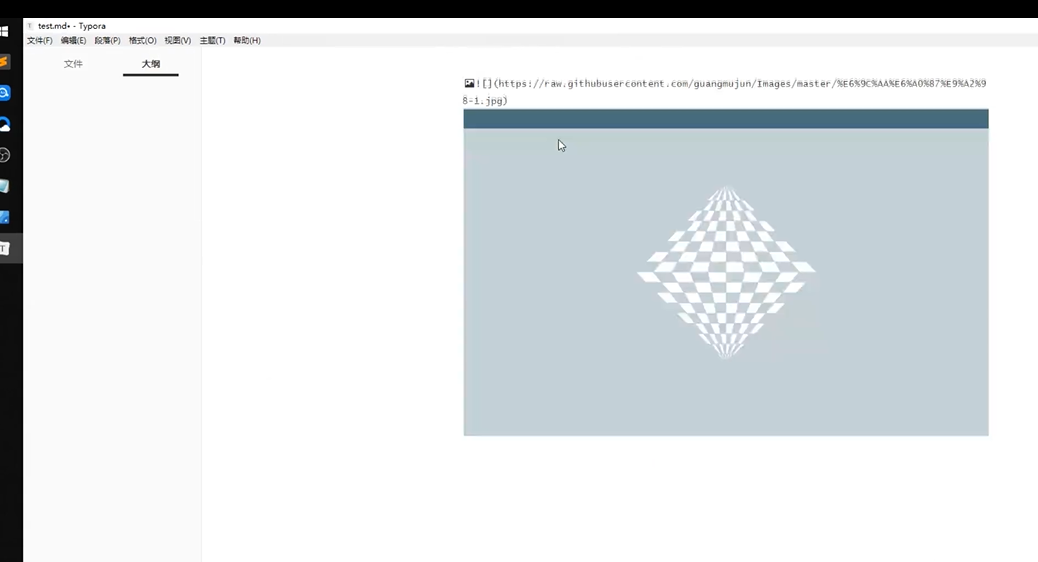 test.md• - Typora
文件(F) 编辑(E) 段落(P) 格式(O) 视图(V) 主题(T) 帮助(H)
文件 大纲
![](https://raw.githubusercontent.com/guangmujun/Images/master/%E6%9C%AA%E6%A0%87%E9%A2%9
8-1.jpg)